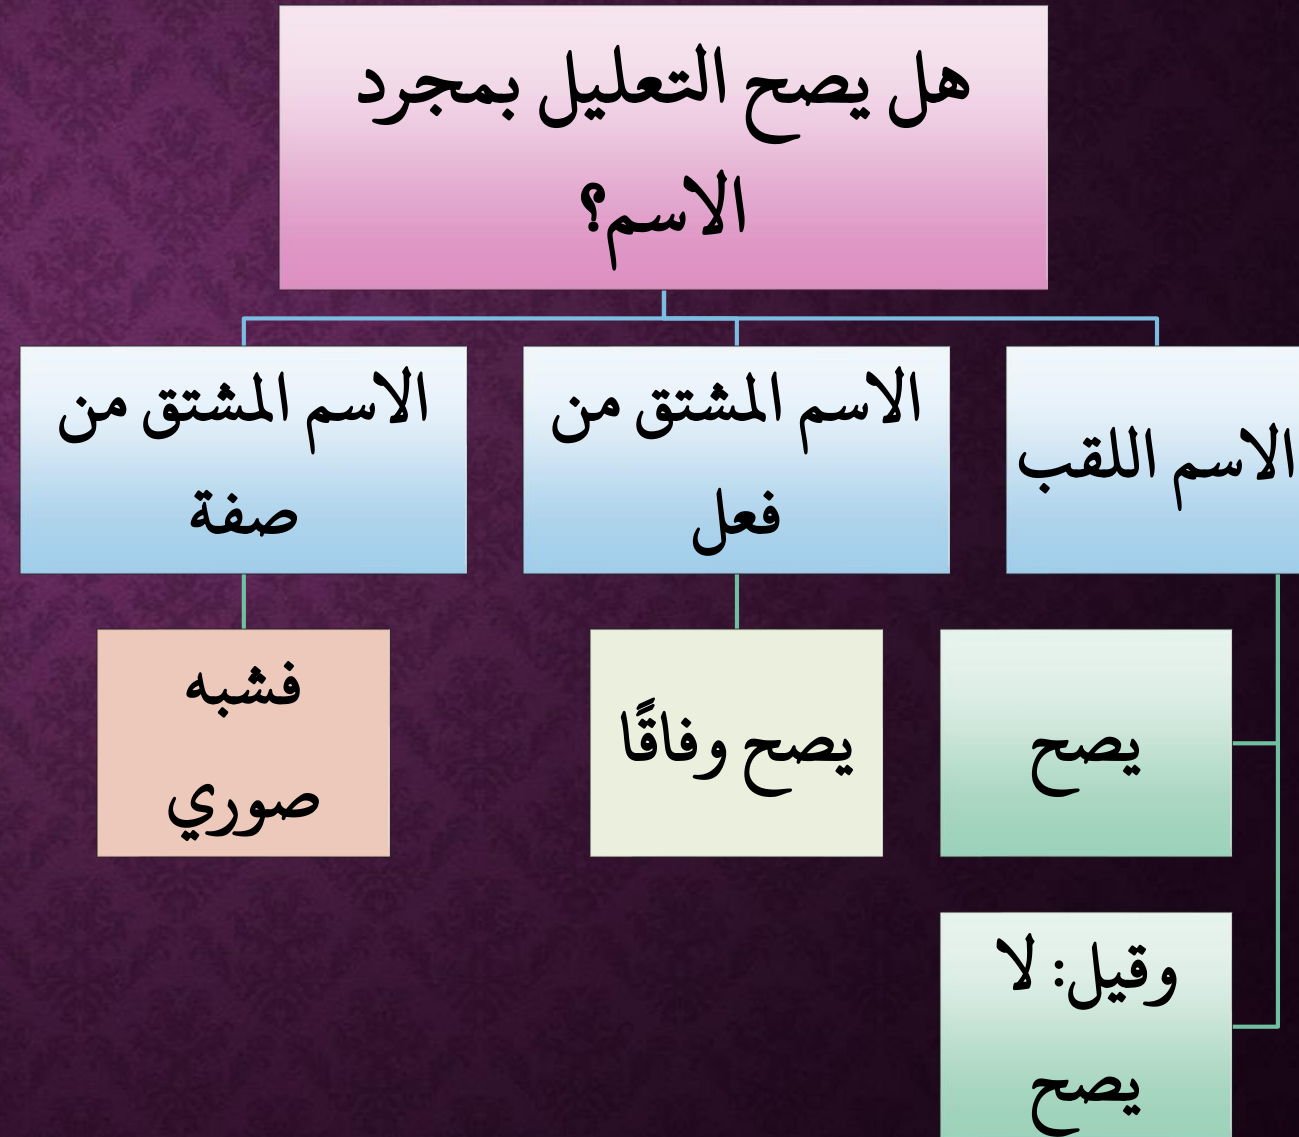 هل يصح التعليل بمجرد
الاسم؟
الاسم اللقب
الاسم المشتق من
فعل
الاسم المشتق من
صفة
يصح
يصح وفاقًا
فشبه
صوري
وقيل: لا
يصح